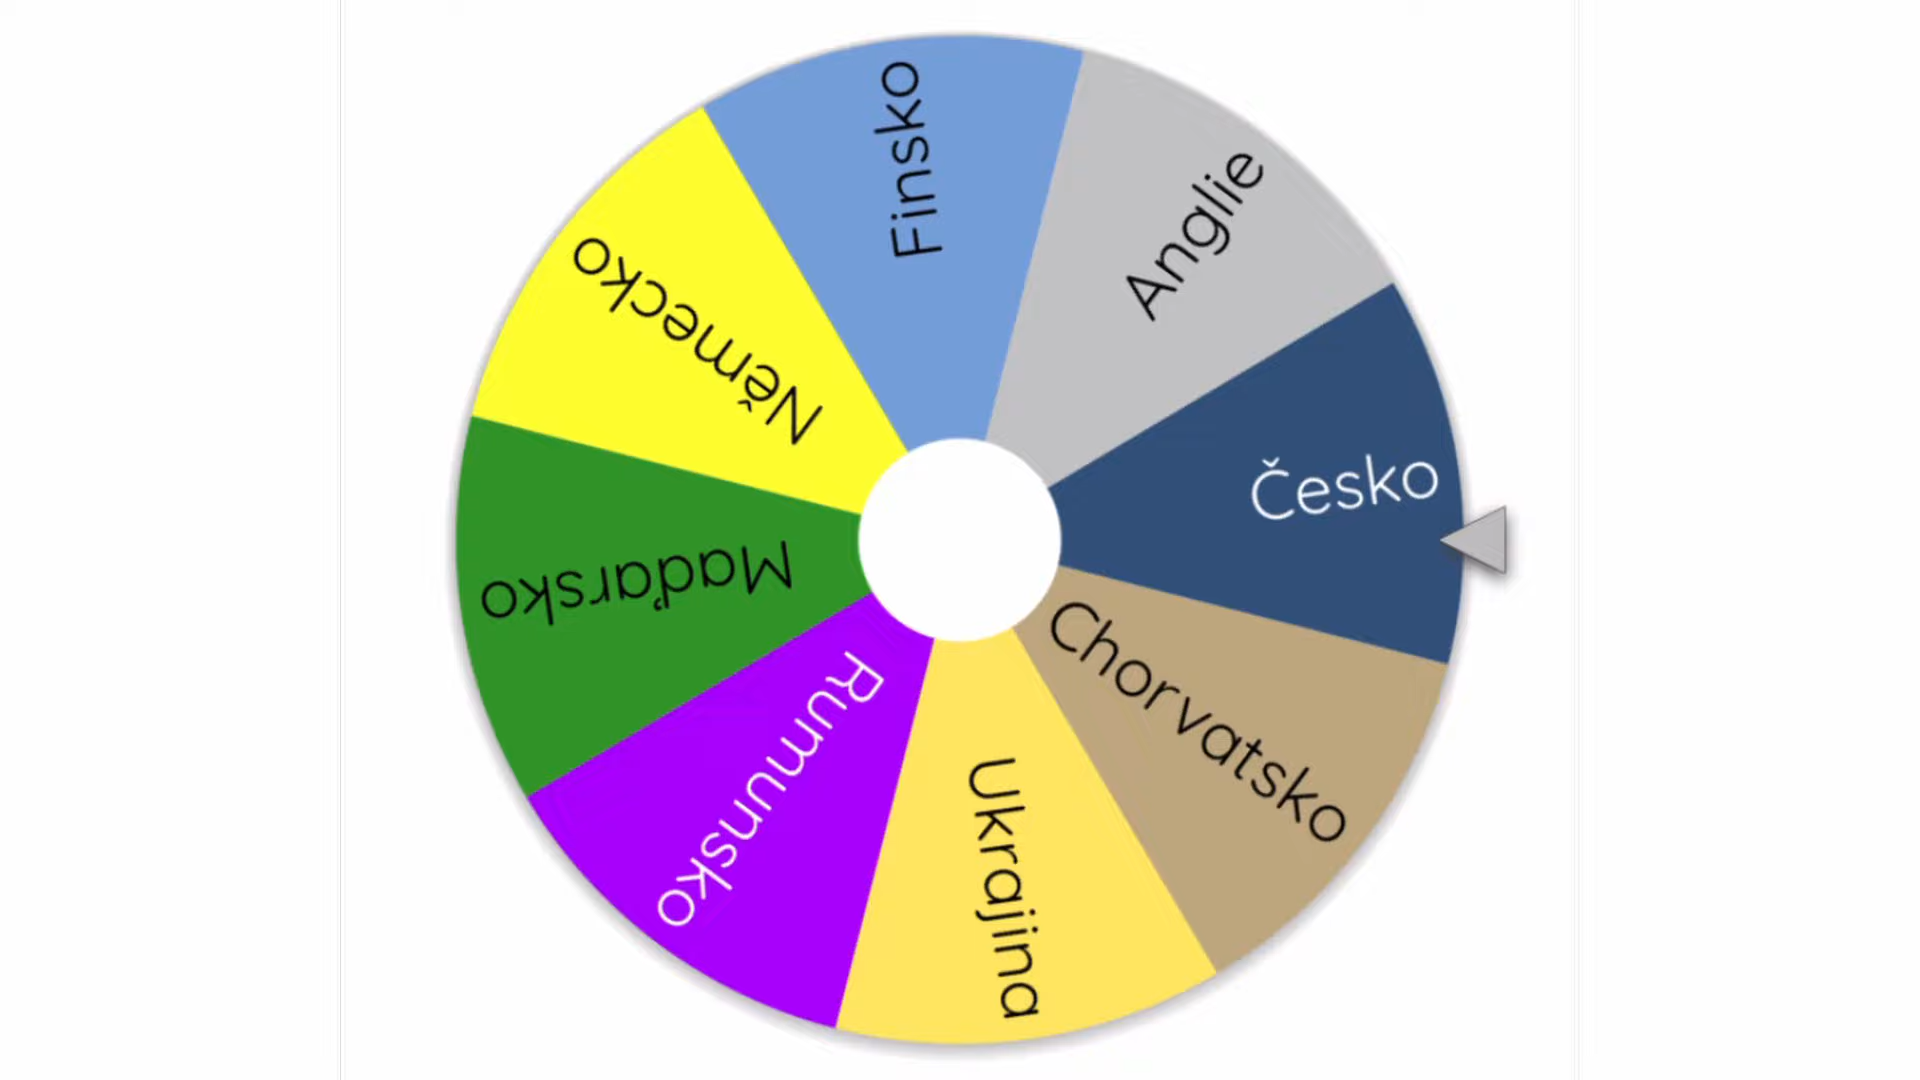 Finsko
Anglie
Česko
Chorvatsko
Ukrajina
Rumunsko
Maďarsko
Německo